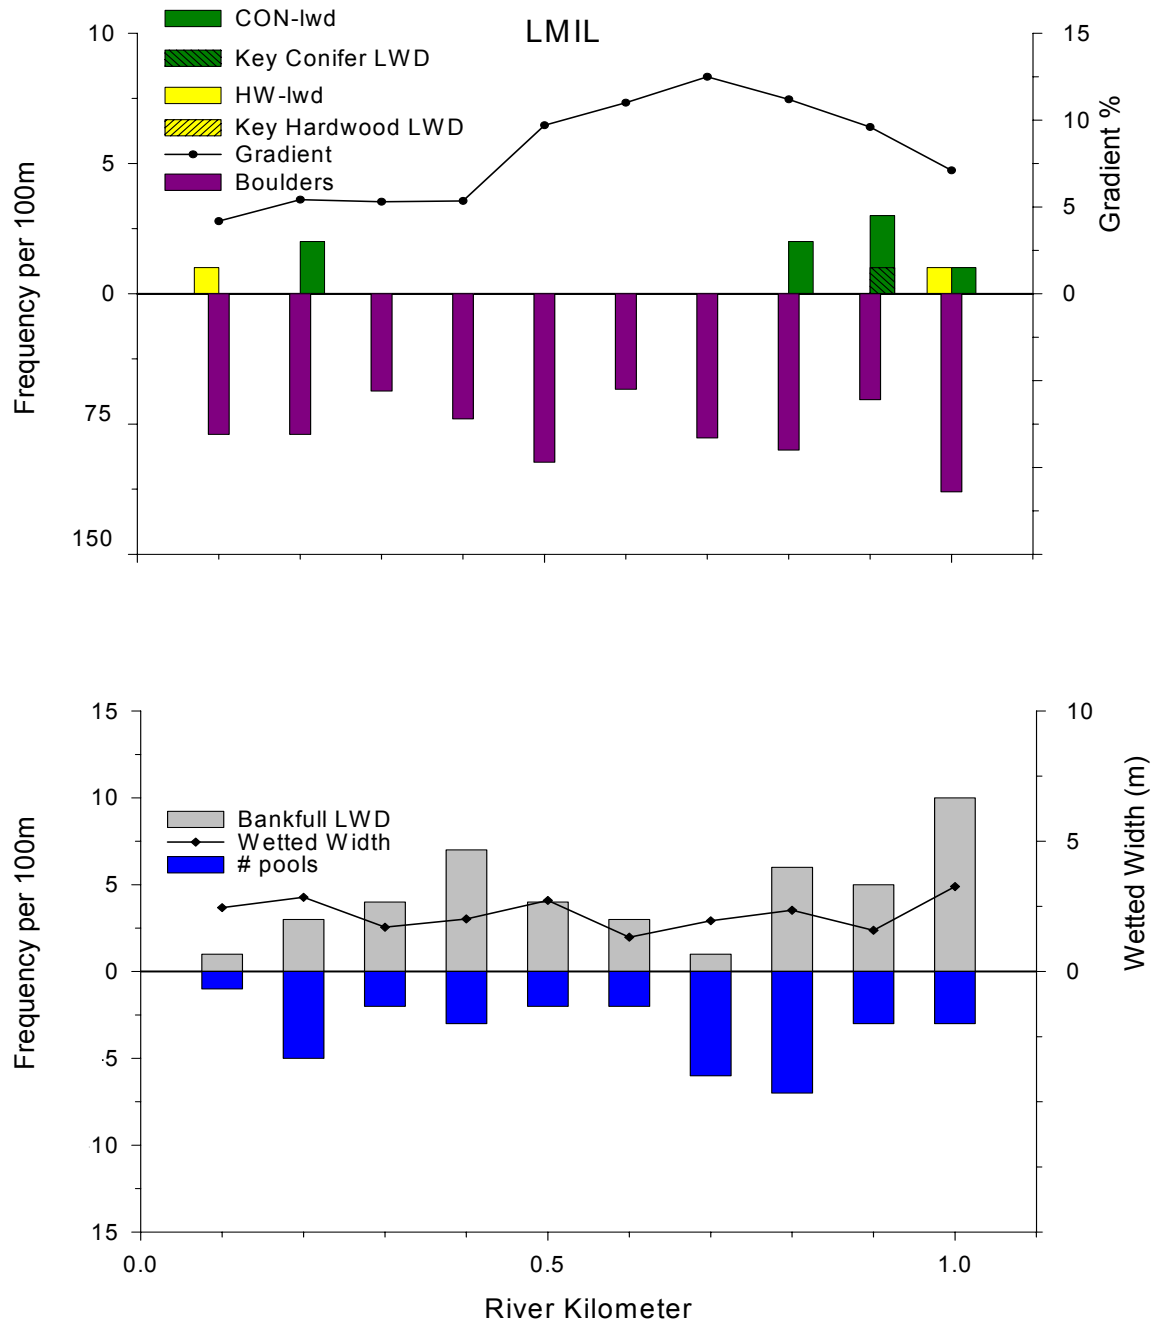 LMIL
CON-lwd
Key Conifer LWD
HW-lwd
Key Hardwood LWD
Gradient
Boulders
10
5
0
75
150
Frequency per 100m
15
10
5
0
Gradient %
Bankfull LWD
Wetted Width
# pools
15
10
5
0
5
10
15
Frequency per 100m
10
5
0
Wetted Width (m)
0.0 0.5 1.0
River Kilometer